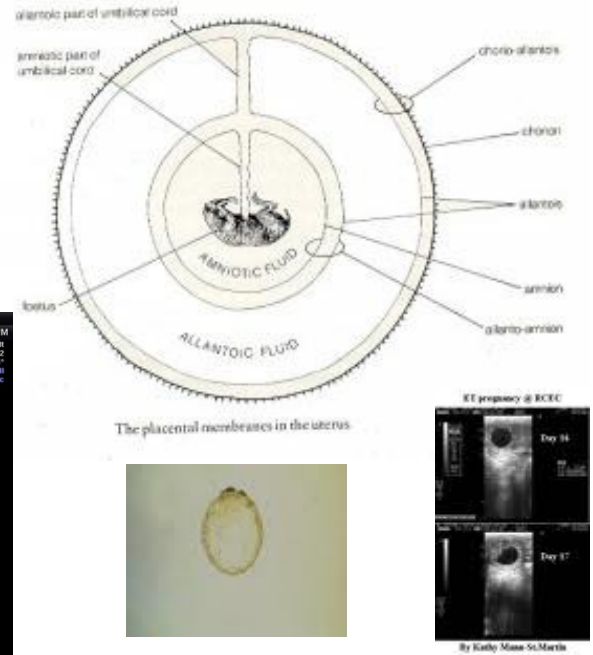 allantoic part of umbilical cord
amniotic part of
umbilical cord
chorio-allantois
chorion
allantois
amnion
allanto-amnion
foetus
AMNIOTIC FLUID
ALLANTOIC FLUID
The placental membranes in the uterus
ET pregnancy @ RCEC
Day 16
Day 17
By Kathy Mann-St.Martin